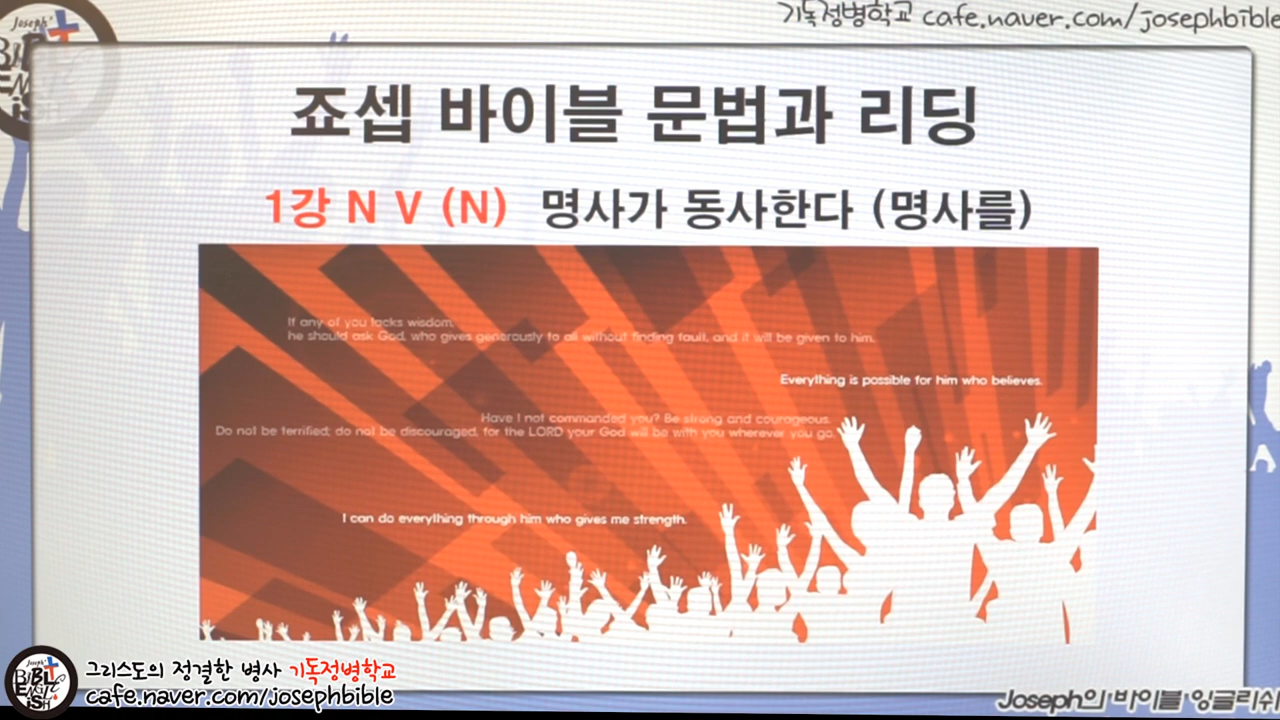 Joseph's
BIBLE
ENGLISH
기독정병학교 cafe.naver.com/josephbible
죠셉 바이블 문법과 리딩
1강 N V (N) 명사가 동사한다 (명사를)
If any of you lacks wisdom,
he should ask God, who gives generously to all without finding fault, and it will be given to him.
Everything is possible for him who believes.
Have I not commanded you? Be strong and courageous.
Do not be terrified; do not be discouraged, for the LORD your God will be with you wherever you go.
I can do everything through him who gives me strength.
Joseph's
BIBLE
ENGLISH
그리스도의 정결한 병사 기독정병학교
cafe.naver.com/josephbible
Joseph의 바이블 잉글리쉬